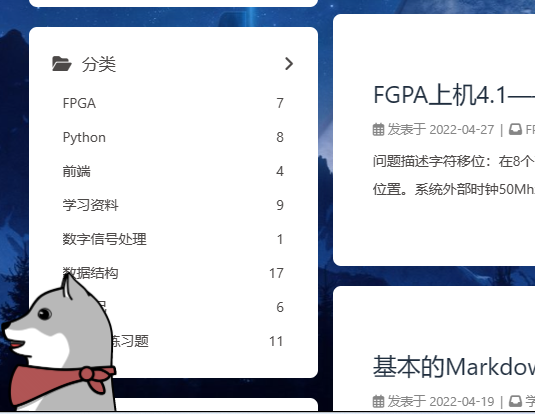 分类
FPGA 7
Python 8
前端 4
学习资料 9
数字信号处理 1
数据结构 17
6
练习题 11
FGPA上机4.1—
发表于 2022-04-27 |
问题描述字符移位：在8个
位置。系统外部时钟50Mh
基本的Markdow
发表于 2022-04-19 |